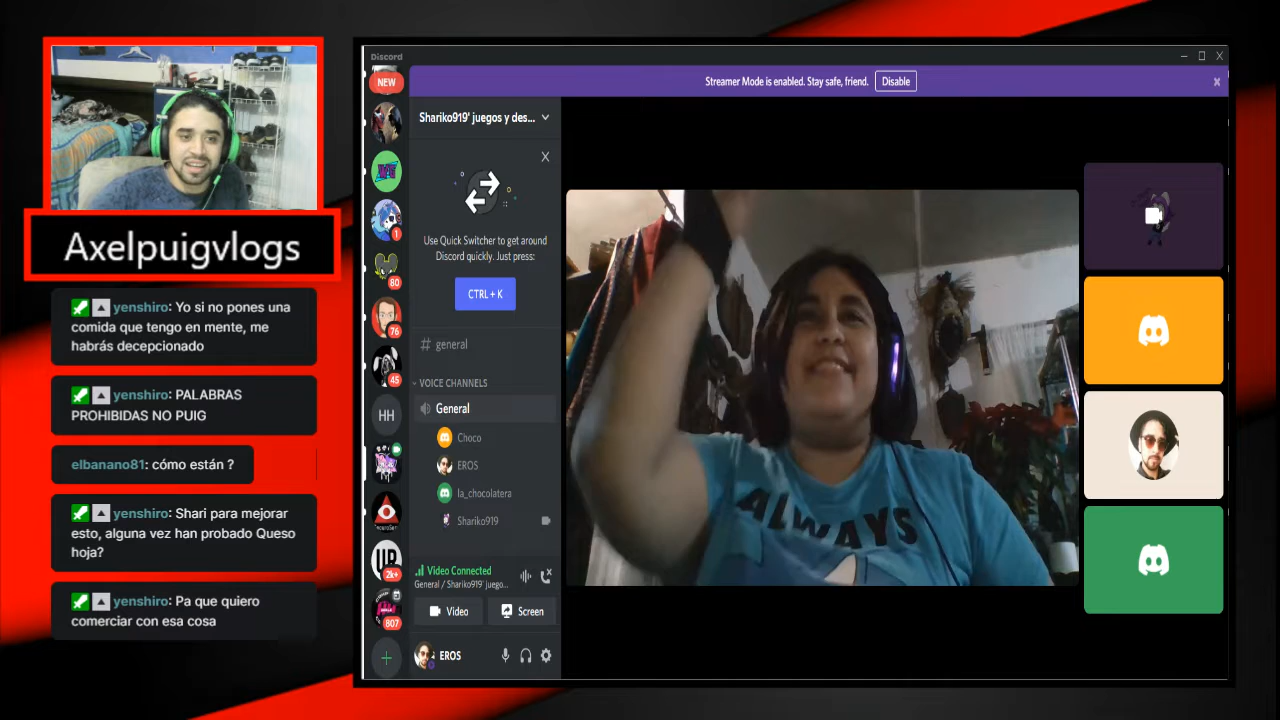 Axelpuigvlogs
yenshiro: Yo si no pones una
comida que tengo en mente, me
habrás decepcionado
yenshiro: PALABRAS
PROHIBIDAS NO PUIG
elbanano81: cómo están ?
yenshiro: Shari para mejorar
esto, alguna vez han probado Queso
hoja?
yenshiro: Pa que quiero
comerciar con esa cosa
Discord
NEW
1
80
76
45
HH
2k+
807
Streamer Mode is enabled. Stay safe, friend. Disable
Shariko919' juegos y des...
Use Quick Switcher to get around
Discord quickly. Just press:
CTRL + K
# general
VOICE CHANNELS
General
Choco
EROS
la_chocolatera
Shariko919
Video Connected
General / Shariko919' juego...
Video
Screen
EROS
ALWAYS